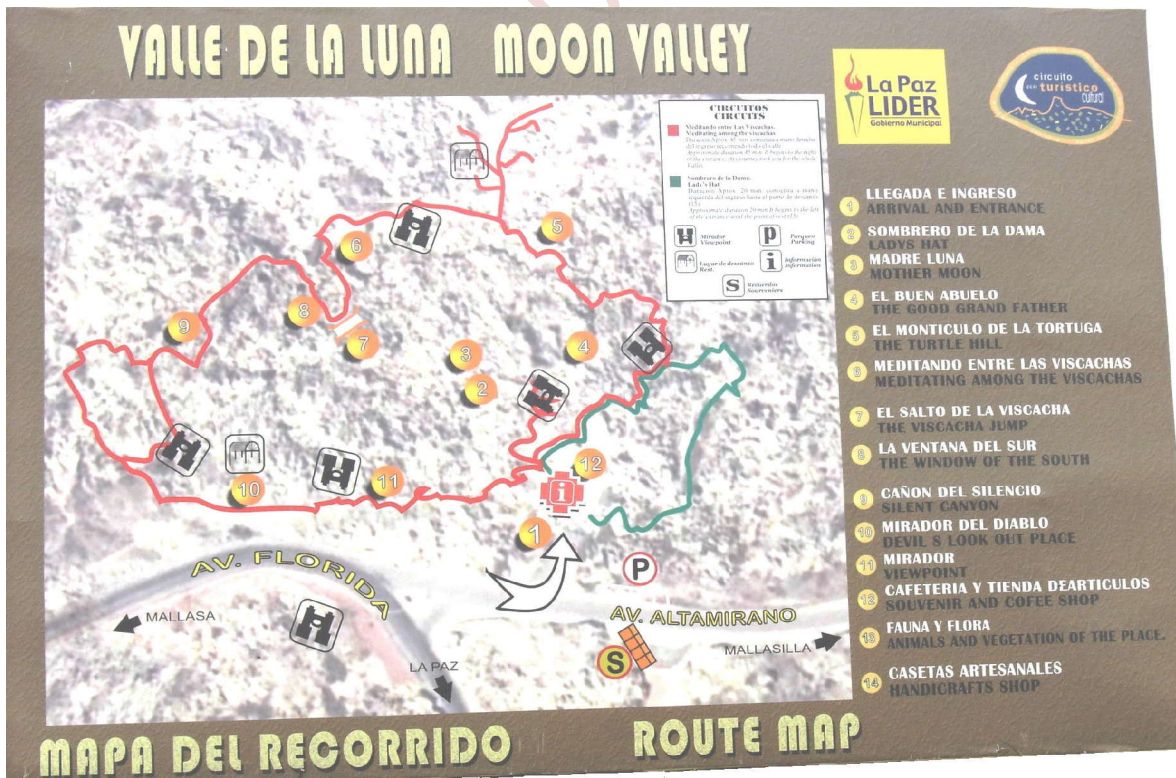 VALLE DE LA LUNA MOON VALLEY
La Paz
LIDER
Gobierno Municipal
circuito
eco turístico
cultural
CIRCUITOS
CIRCUITS
Meditando entre Las Viscachas.
Meditating among the viscachas
Sombrero de la Dama.
Lady's Hat
Mirador
Viewpoint
P
Parqueo
Parking
Lugar de descanso
Rest.
i
Información
information
S
Recuerdos
Souveniers
1
LLEGADA E INGRESO
ARRIVAL AND ENTRANCE
2
SOMBRERO DE LA DAMA
LADYS HAT
3
MADRE LUNA
MOTHER MOON
4
EL BUEN ABUELO
THE GOOD GRAND FATHER
5
EL MONTICULO DE LA TORTUGA
THE TURTLE HILL
6
MEDITANDO ENTRE LAS VISCACHAS
MEDITATING AMONG THE VISCACHAS
7
EL SALTO DE LA VISCACHA
THE VISCACHA JUMP
8
LA VENTANA DEL SUR
THE WINDOW OF THE SOUTH
9
CAÑON DEL SILENCIO
SILENT CANYON
10
MIRADOR DEL DIABLO
DEVIL S LOOK OUT PLACE
11
MIRADOR
VIEWPOINT
12
CAFETERIA Y TIENDA DEARTICULOS
SOUVENIR AND COFEE SHOP
13
FAUNA Y FLORA
ANIMALS AND VEGETATION OF THE PLACE.
14
CASETAS ARTESANALES
HANDICRAFTS SHOP
5
6
8
9
7
3
4
2
12
11
10
i
1
AV. FLORIDA
P
MALLASA
AV. ALTAMIRANO
MALLASILLA
S
LA PAZ
MAPA DEL RECORRIDO ROUTE MAP